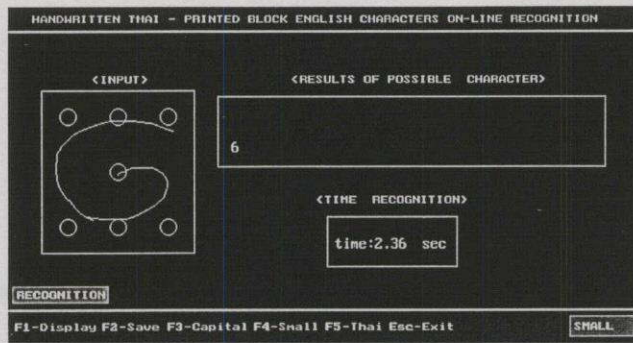 HANDWRITTEN THAI - PRINTED BLOCK ENGLISH CHARACTERS ON-LINE RECOGNITION
<INPUT>
<RESULTS OF POSSIBLE CHARACTER>
6
<TIME RECOGNITION>
time:2.36 sec
RECOGNITION
F1-Display F2-Save F3-Capital F4-Small F5-Thai Esc-Exit
SMALL